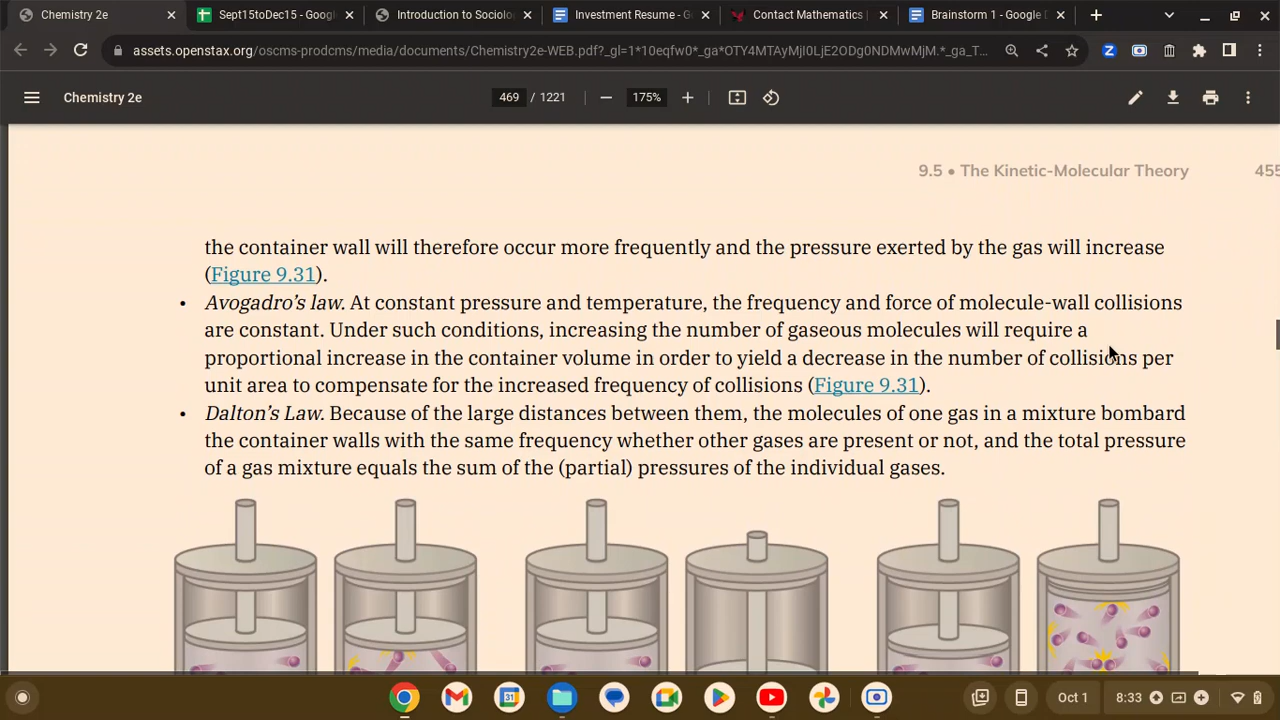 Chemistry 2e
Sept15toDec15 - Google
Introduction to Sociolo
Investment Resume - G
Contact Mathematics |
Brainstorm 1 - Google D
assets.openstax.org/oscms-prodcms/media/documents/Chemistry2e-WEB.pdf?_gl=1*10eqfw0*_ga*OTY4MTAyMjI0LjE2ODg0NDMwMjM.*_ga_T...
Chemistry 2e
469 / 1221
175%
9.5 • The Kinetic-Molecular Theory 455
the container wall will therefore occur more frequently and the pressure exerted by the gas will increase
(Figure 9.31).
• Avogadro's law. At constant pressure and temperature, the frequency and force of molecule-wall collisions
are constant. Under such conditions, increasing the number of gaseous molecules will require a
proportional increase in the container volume in order to yield a decrease in the number of collisions per
unit area to compensate for the increased frequency of collisions (Figure 9.31).
• Dalton's Law. Because of the large distances between them, the molecules of one gas in a mixture bombard
the container walls with the same frequency whether other gases are present or not, and the total pressure
of a gas mixture equals the sum of the (partial) pressures of the individual gases.
Oct 1
8:33